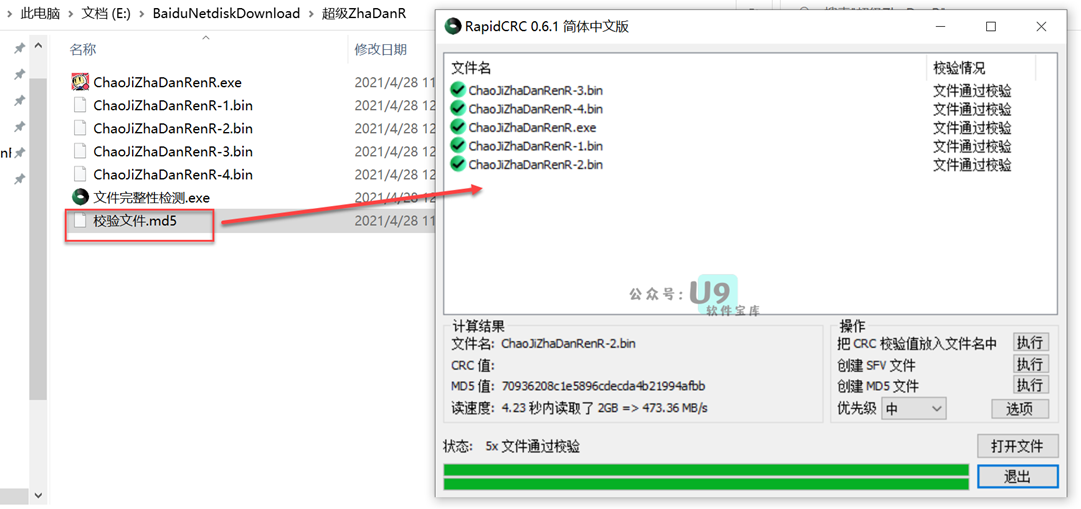 此电脑 > 文档 (E:) > BaiduNetdiskDownload > 超级ZhaDanR
名称 修改日期
ChaoJiZhaDanRenR.exe 2021/4/28 11
ChaoJiZhaDanRenR-1.bin 2021/4/28 12
ChaoJiZhaDanRenR-2.bin 2021/4/28 12
ChaoJiZhaDanRenR-3.bin 2021/4/28 12
ChaoJiZhaDanRenR-4.bin 2021/4/28 12
文件完整性检测.exe 2021/4/28 12
校验文件.md5 2021/4/28 11
RapidCRC 0.6.1 简体中文版
文件名 校验情况
ChaoJiZhaDanRenR-3.bin 文件通过校验
ChaoJiZhaDanRenR-4.bin 文件通过校验
ChaoJiZhaDanRenR.exe 文件通过校验
ChaoJiZhaDanRenR-1.bin 文件通过校验
ChaoJiZhaDanRenR-2.bin 文件通过校验
公众号: U9
软件宝库
计算结果
文件名: ChaoJiZhaDanRenR-2.bin
CRC 值:
MD5 值: 70936208c1e5896cdecda4b21994afbb
读速度: 4.23 秒内读取了 2GB => 473.36 MB/s
操作
把 CRC 校验值放入文件名中 执行
创建 SFV 文件 执行
创建 MD5 文件 执行
优先级 中 选项
状态: 5x 文件通过校验
打开文件
退出